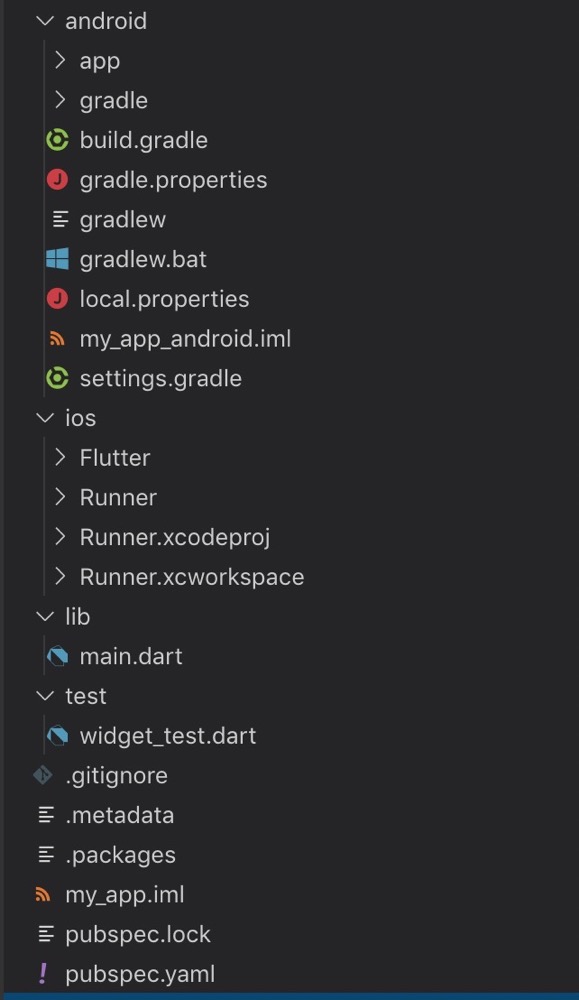 android
app
gradle
build.gradle
gradle.properties
gradlew
gradlew.bat
local.properties
my_app_android.iml
settings.gradle
ios
Flutter
Runner
Runner.xcodeproj
Runner.xcworkspace
lib
main.dart
test
widget_test.dart
.gitignore
.metadata
.packages
my_app.iml
pubspec.lock
pubspec.yaml